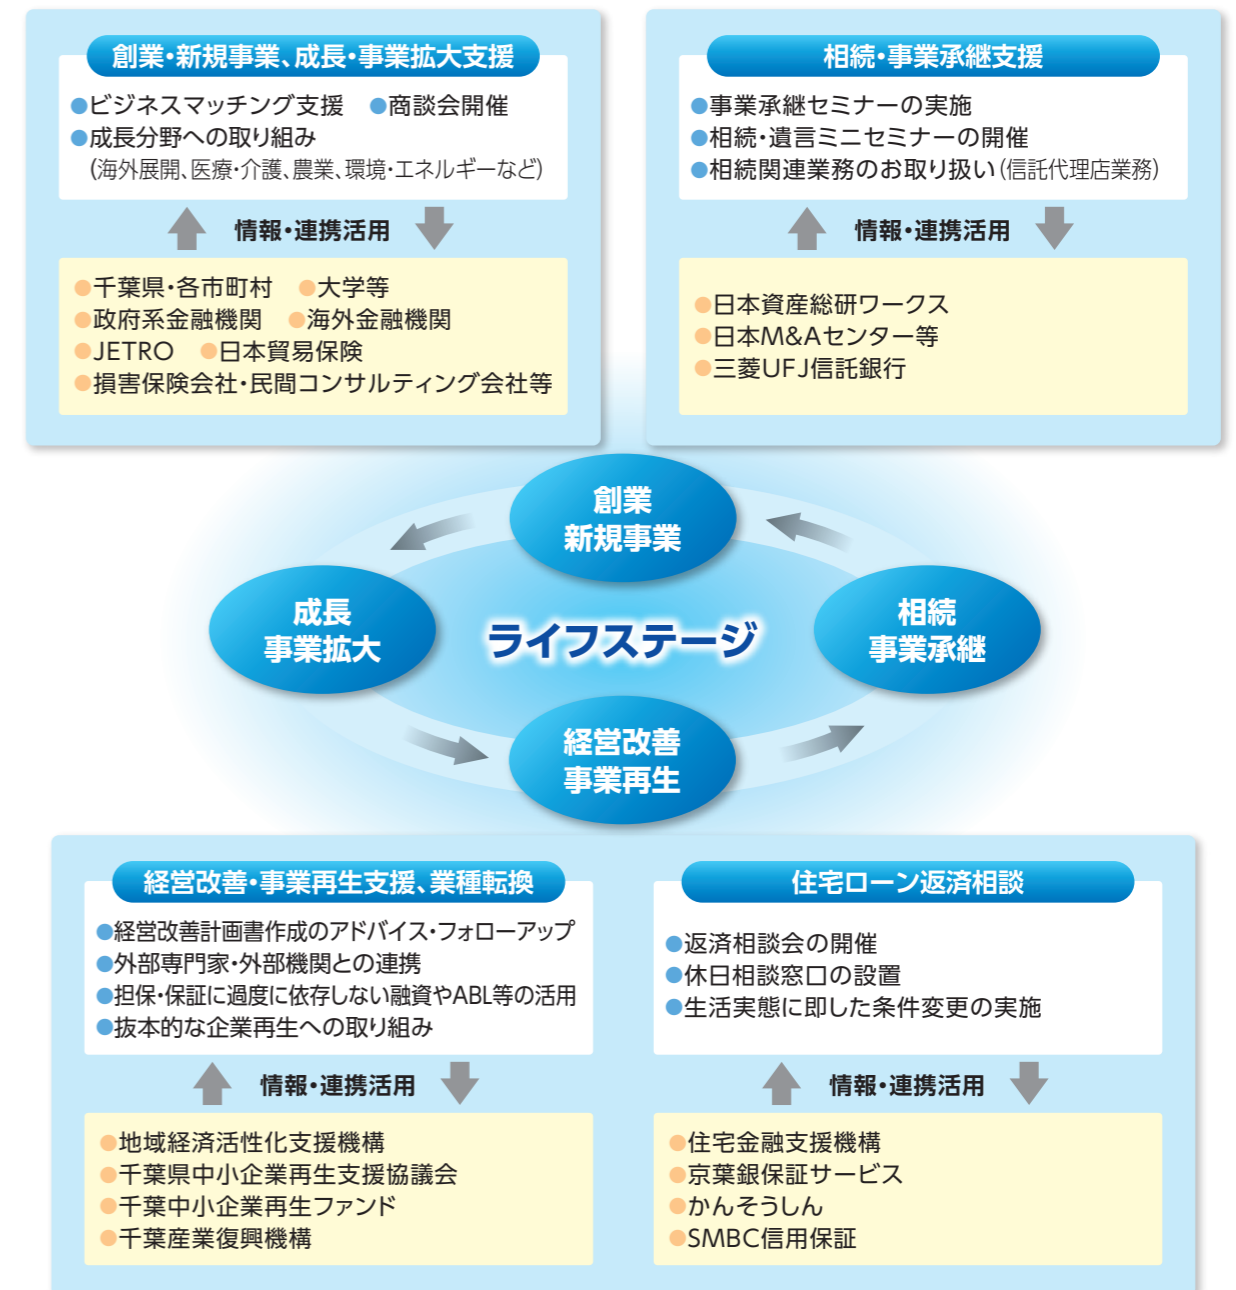 創業・新規事業、成長・事業拡大支援
●ビジネスマッチング支援 ●商談会開催
●成長分野への取り組み
(海外展開、医療・介護、農業、環境・エネルギーなど)
情報・連携活用
●千葉県・各市町村 ●大学等
●政府系金融機関 ●海外金融機関
●JETRO ●日本貿易保険
●損害保険会社・民間コンサルティング会社等
相続・事業承継支援
●事業承継セミナーの実施
●相続・遺言ミニセミナーの開催
●相続関連業務のお取り扱い(信託代理店業務)
情報・連携活用
●日本資産総研ワークス
●日本M&Aセンター等
●三菱UFJ信託銀行
創業
新規事業
成長
事業拡大
ライフステージ
相続
事業承継
経営改善
事業再生
経営改善・事業再生支援、業種転換
●経営改善計画書作成のアドバイス・フォローアップ
●外部専門家・外部機関との連携
●担保・保証に過度に依存しない融資やABL等の活用
●抜本的な企業再生への取り組み
情報・連携活用
●地域経済活性化支援機構
●千葉県中小企業再生支援協議会
●千葉中小企業再生ファンド
●千葉産業復興機構
住宅ローン返済相談
●返済相談会の開催
●休日相談窓口の設置
●生活実態に即した条件変更の実施
情報・連携活用
●住宅金融支援機構
●京葉銀保証サービス
●かんそうしん
●SMBC信用保証